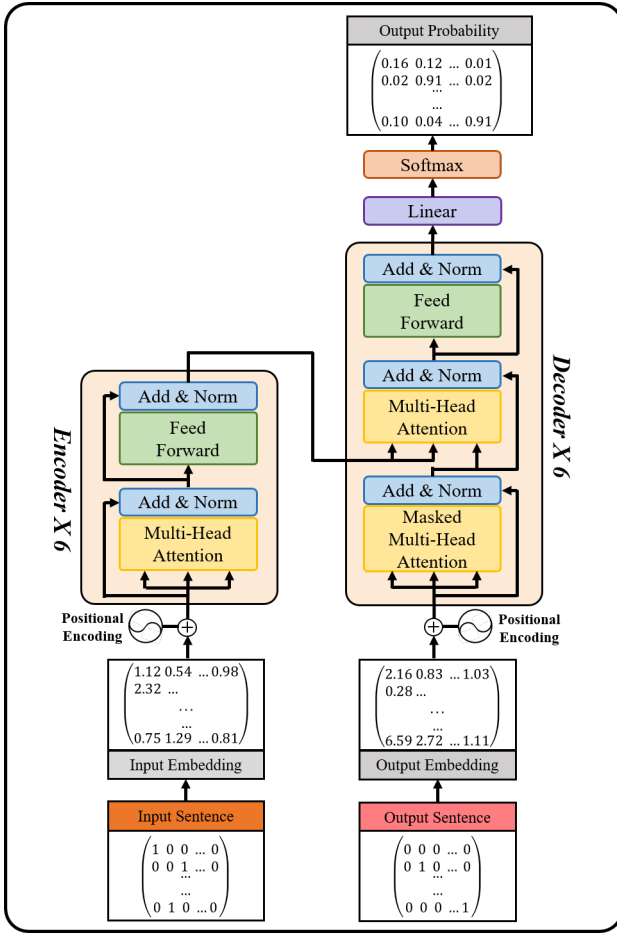 Output Probability
0.16 0.12 ... 0.01
0.02 0.91 ... 0.02
...
...
0.10 0.04 ... 0.91
Softmax
Linear
Add & Norm
Feed
Forward
Add & Norm
Multi-Head
Attention
Add & Norm
Masked
Multi-Head
Attention
Decoder X 6
Positional
Encoding
2.16 0.83 ... 1.03
0.28 ...
...
...
6.59 2.72 ... 1.11
Output Embedding
Output Sentence
0 0 0 ... 0
0 1 0 ... 0
...
...
0 0 0 ... 1
Add & Norm
Feed
Forward
Add & Norm
Multi-Head
Attention
Encoder X 6
Positional
Encoding
1.12 0.54 ... 0.98
2.32 ...
...
...
0.75 1.29 ... 0.81
Input Embedding
Input Sentence
1 0 0 ... 0
0 0 1 ... 0
...
...
0 1 0 ... 0